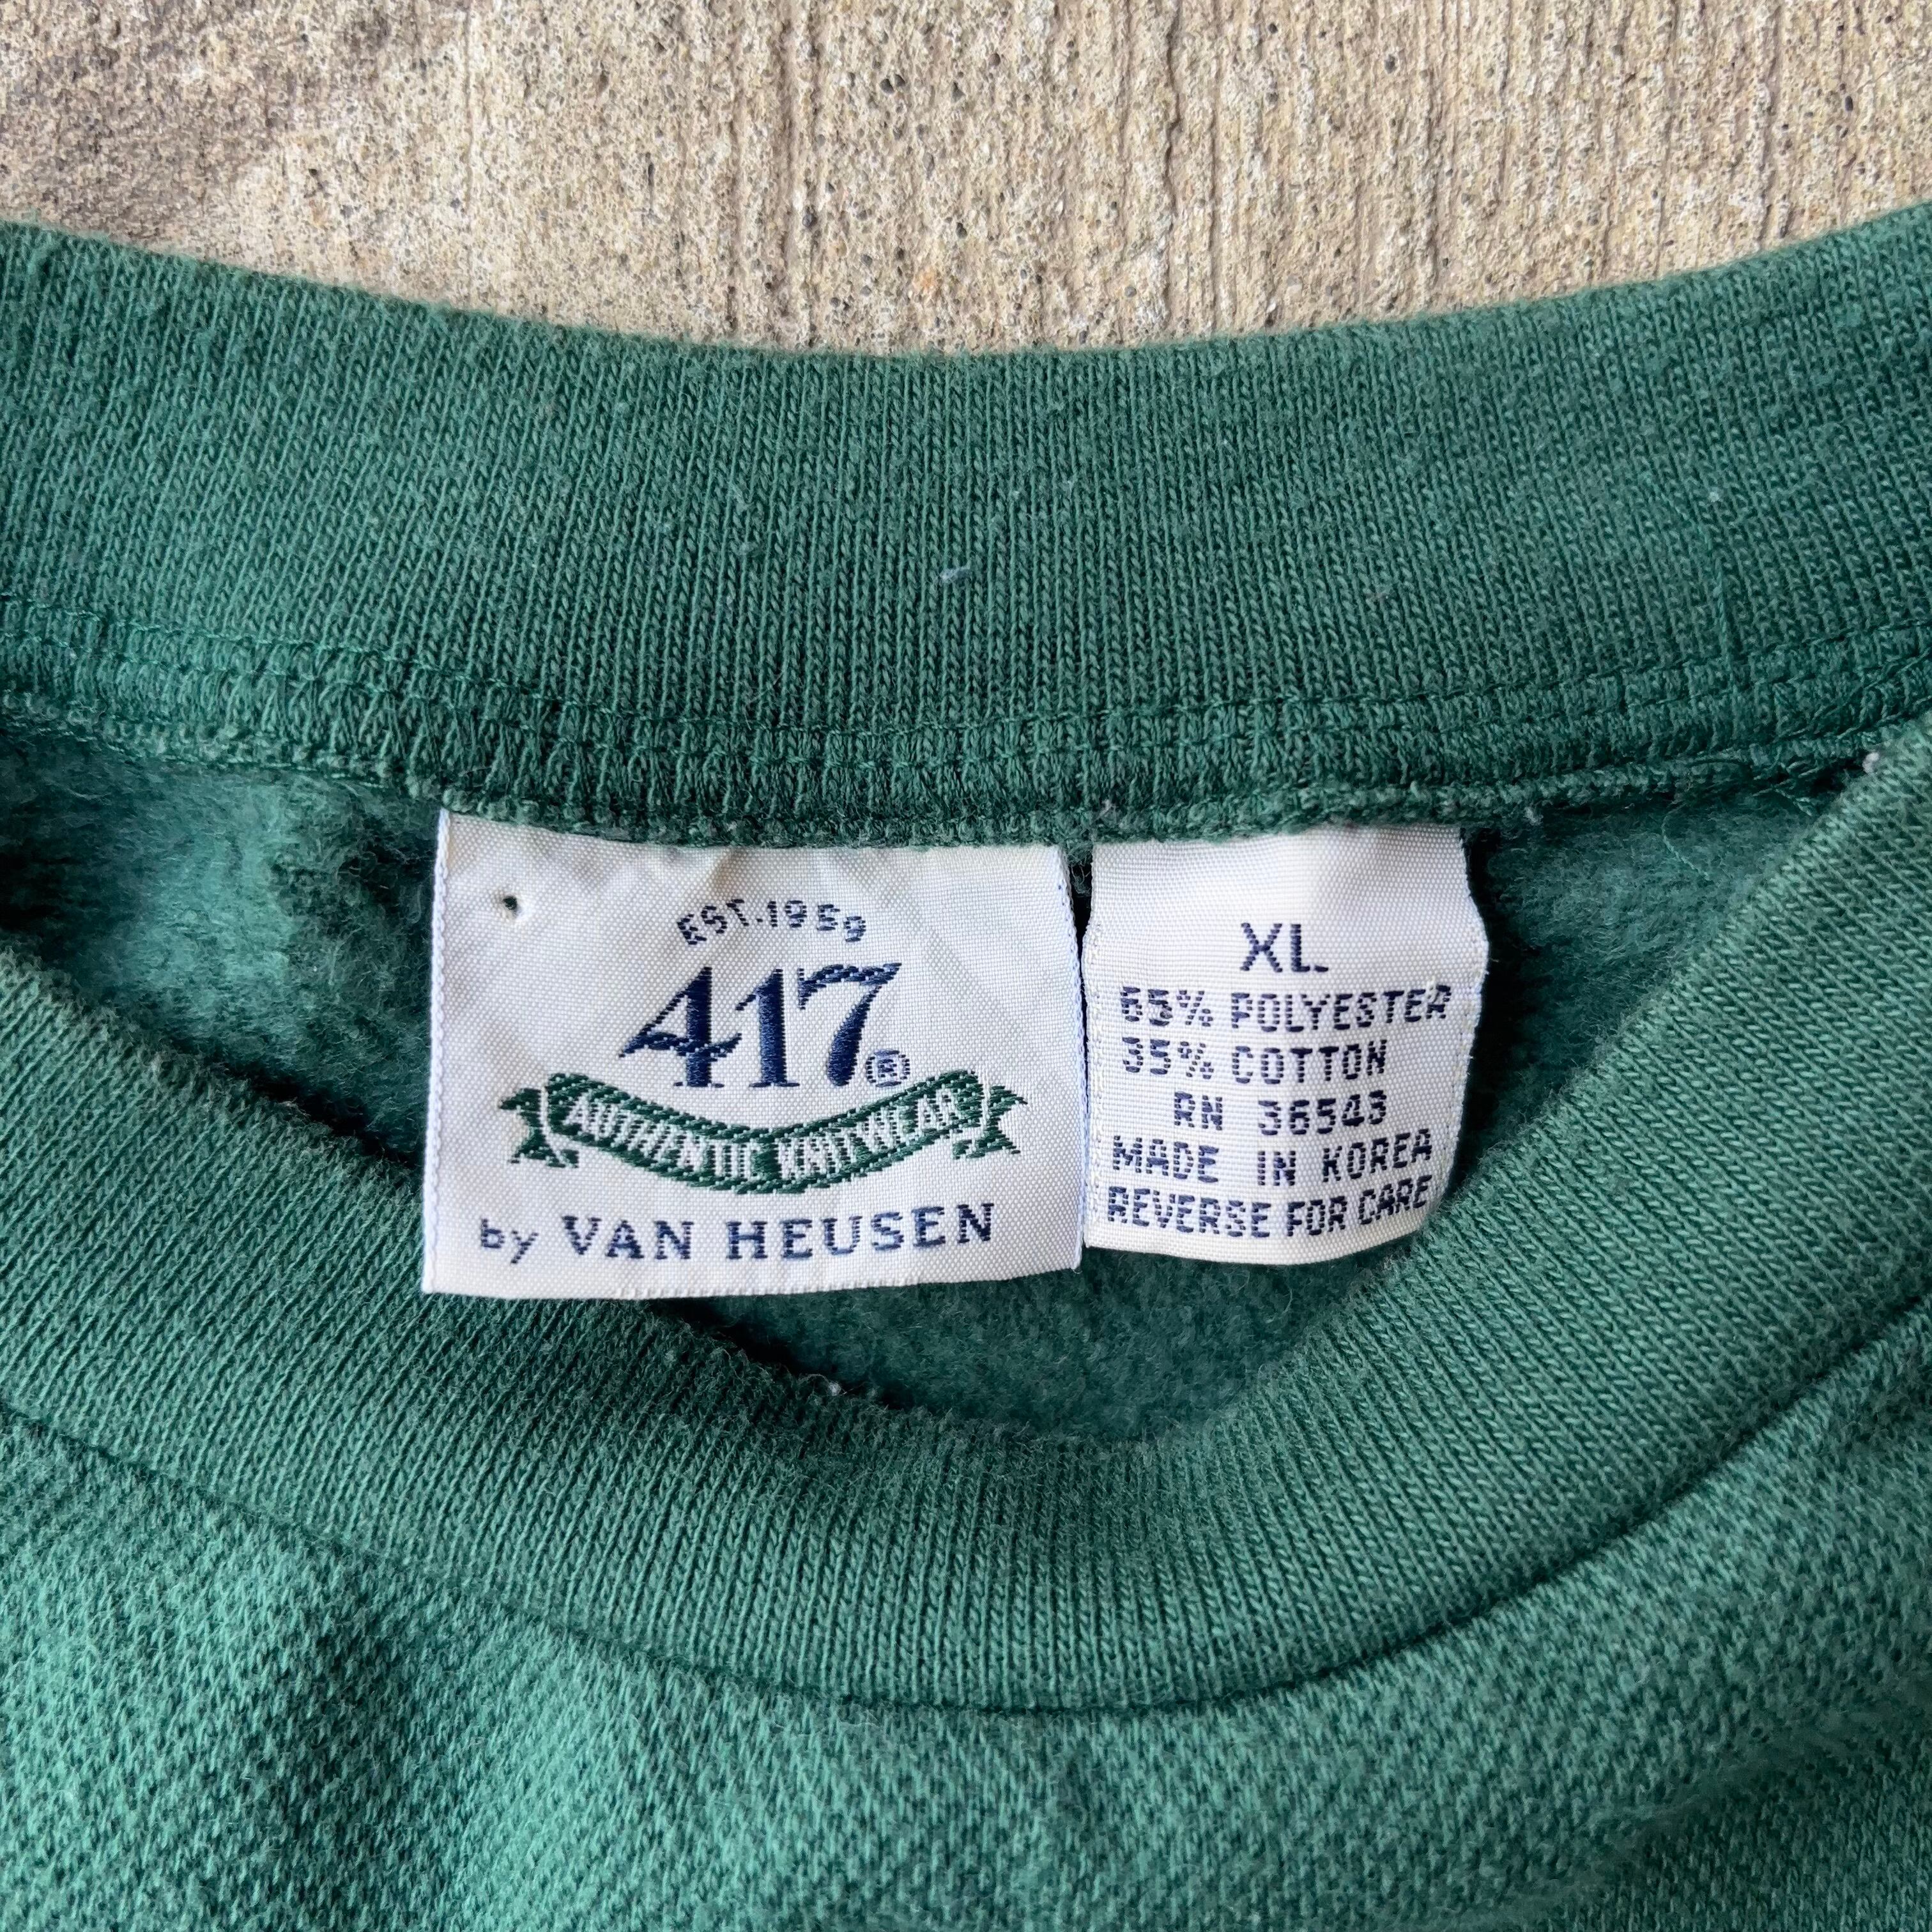 EST. 1959
417®
AUTHENTIC KNITWEAR
by VAN HEUSEN
XL
65% POLYESTER
35% COTTON
RN 36543
MADE IN KOREA
REVERSE FOR CARE